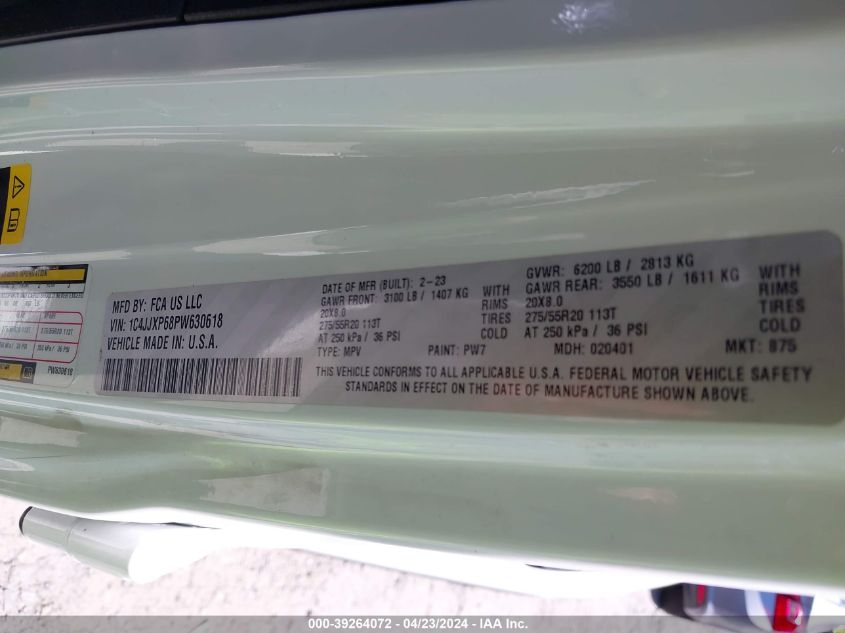 MFD BY: FCA US LLC
VIN: 1C4JJXP68PW630618
VEHICLE MADE IN: U.S.A.
DATE OF MFR (BUILT): 2-23
GAWR FRONT: 3100 LB / 1407 KG WITH
20X8.0 RIMS
275/55R20 113T TIRES
AT 250 kPa / 36 PSI COLD
GVWR: 6200 LB / 2813 KG
GAWR REAR: 3550 LB / 1611 KG WITH
20X8.0 RIMS
275/55R20 113T TIRES
AT 250 kPa / 36 PSI COLD
TYPE: MPV PAINT: PW7 MDH: 020401 MKT: 875
THIS VEHICLE CONFORMS TO ALL APPLICABLE U.S.A. FEDERAL MOTOR VEHICLE SAFETY
STANDARDS IN EFFECT ON THE DATE OF MANUFACTURE SHOWN ABOVE.
PW630618
000-39264072 - 04/23/2024 - IAA Inc.